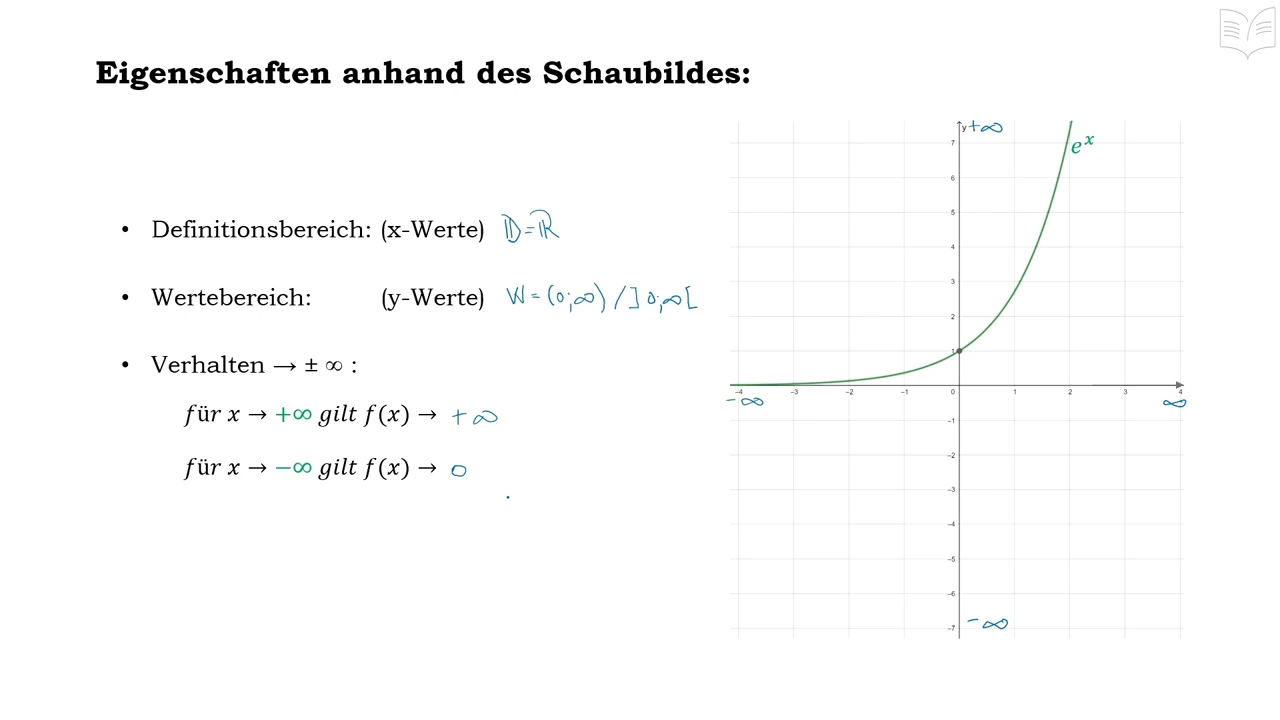 Eigenschaften anhand des Schaubildes:
• Definitionsbereich: (x-Werte) 𝔻=ℝ
• Wertebereich: (y-Werte) W = (0;∞) / ]0;∞[
• Verhalten → ± ∞ :
für x → +∞ gilt f(x) → +∞
für x → −∞ gilt f(x) → 0
y +∞
eˣ
7
6
5
4
3
2
1
−4 −3 −2 −1 0 1 2 3 4
−∞ ∞
−1
−2
−3
−4
−5
−6
−7 −∞